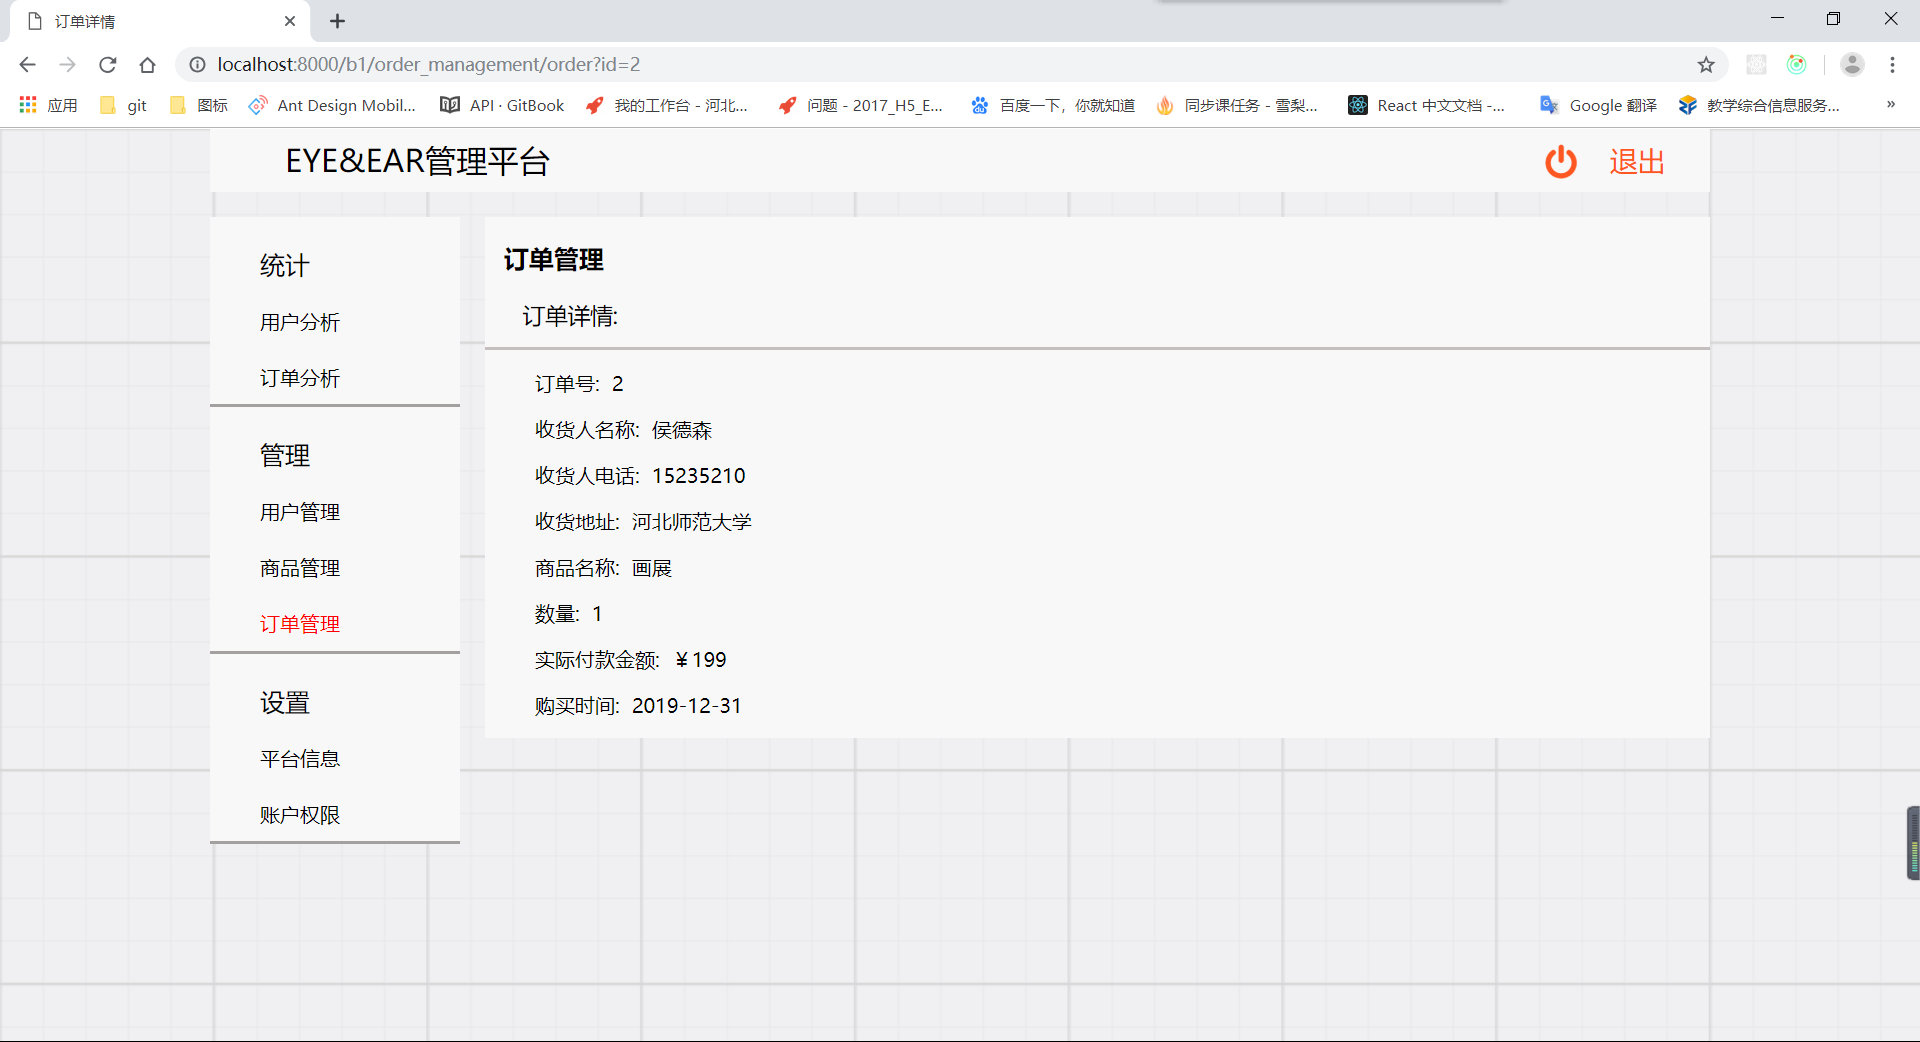 订单详情
localhost:8000/b1/order_management/order?id=2
应用
git
图标
Ant Design Mobil...
API · GitBook
我的工作台 - 河北...
问题 - 2017_H5_E...
百度一下，你就知道
同步课任务 - 雪梨...
React 中文文档 -...
Google 翻译
教学综合信息服务...
»
EYE&EAR管理平台
退出
统计
用户分析
订单分析
管理
用户管理
商品管理
订单管理
设置
平台信息
账户权限
订单管理
订单详情:
订单号: 2
收货人名称: 侯德森
收货人电话: 15235210
收货地址: 河北师范大学
商品名称: 画展
数量: 1
实际付款金额: ￥199
购买时间: 2019-12-31